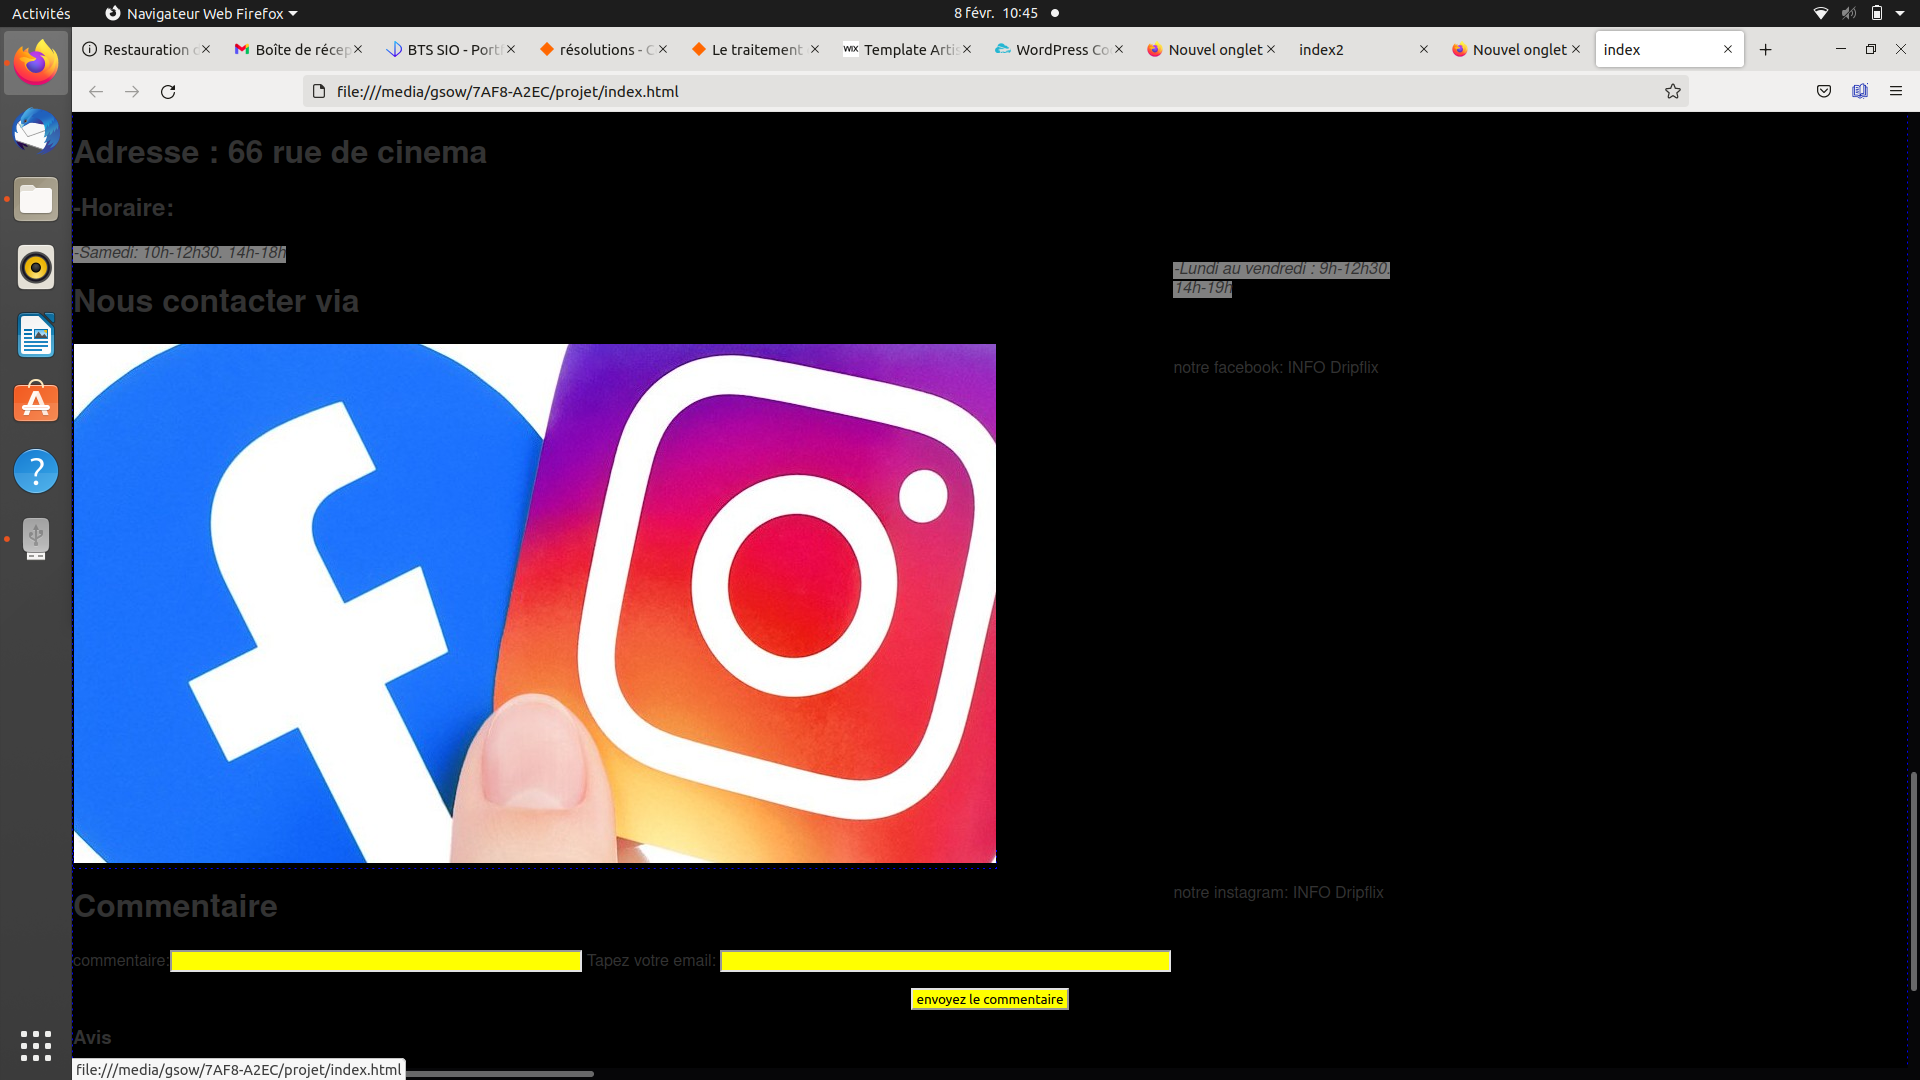 Activités
Navigateur Web Firefox
8 févr. 10:45
Restauration d
Boîte de récep
BTS SIO - Porti
résolutions - C
Le traitement
WIX
Template Artis
WordPress Co
Nouvel onglet
index2
Nouvel onglet
index
file:///media/gsow/7AF8-A2EC/projet/index.html
Adresse : 66 rue de cinema
-Horaire:
-Samedi: 10h-12h30. 14h-18h
-Lundi au vendredi : 9h-12h30.
14h-19h
Nous contacter via
notre facebook: INFO Dripflix
notre instagram: INFO Dripflix
Commentaire
commentaire:
Tapez votre email:
envoyez le commentaire
Avis
file:///media/gsow/7AF8-A2EC/projet/index.html